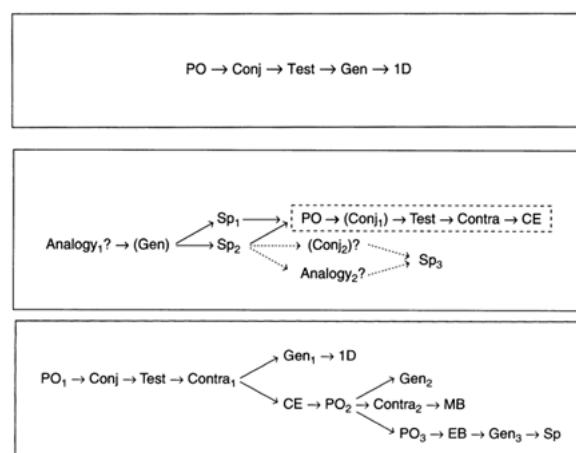 PO → Conj → Test → Gen → 1D
Sp₁ → PO → (Conj₁) → Test → Contra → CE
Analogy₁? → (Gen) → Sp₂ (Conj₂)?
Sp₃
Analogy₂?
Gen₁ → 1D
PO₁ → Conj → Test → Contra₁
Gen₂
CE → PO₂ → Contra₂ → MB
PO₃ → EB → Gen₃ → Sp